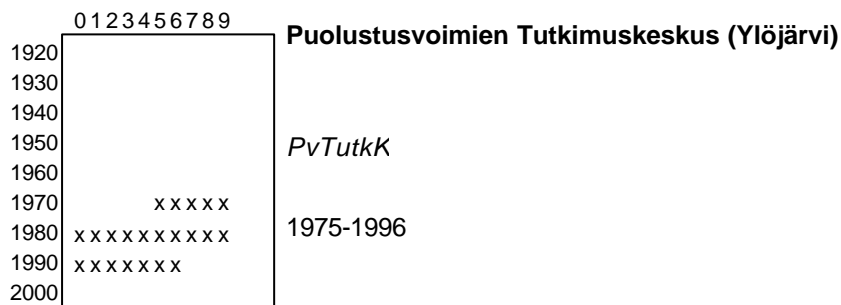 0123456789
Puolustusvoimien Tutkimuskeskus (Ylöjärvi)
1920
1930
1940
1950
PvTutkK
1960
1970 xxxxx
1975-1996
1980 xxxxxxxxxx
1990 xxxxxxx
2000